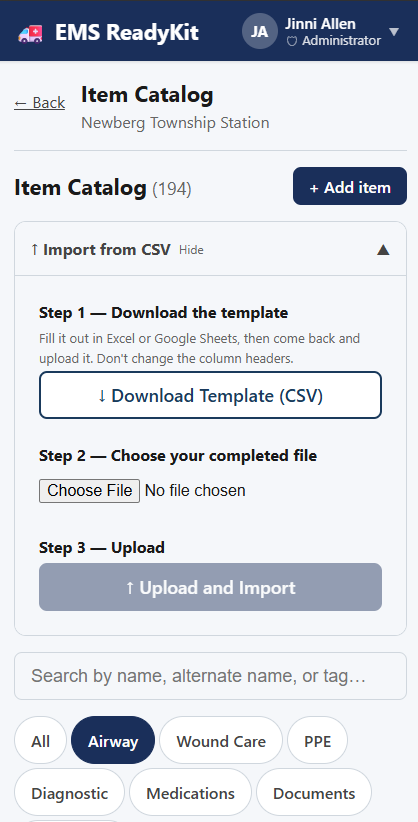 EMS ReadyKit
JA
Jinni Allen
Administrator
▼
← Back
Item Catalog
Newberg Township Station
Item Catalog (194)
+ Add item
↑ Import from CSV Hide
▲
Step 1 — Download the template
Fill it out in Excel or Google Sheets, then come back and
upload it. Don't change the column headers.
↓ Download Template (CSV)
Step 2 — Choose your completed file
Choose File No file chosen
Step 3 — Upload
↑ Upload and Import
Search by name, alternate name, or tag…
All
Airway
Wound Care
PPE
Diagnostic
Medications
Documents